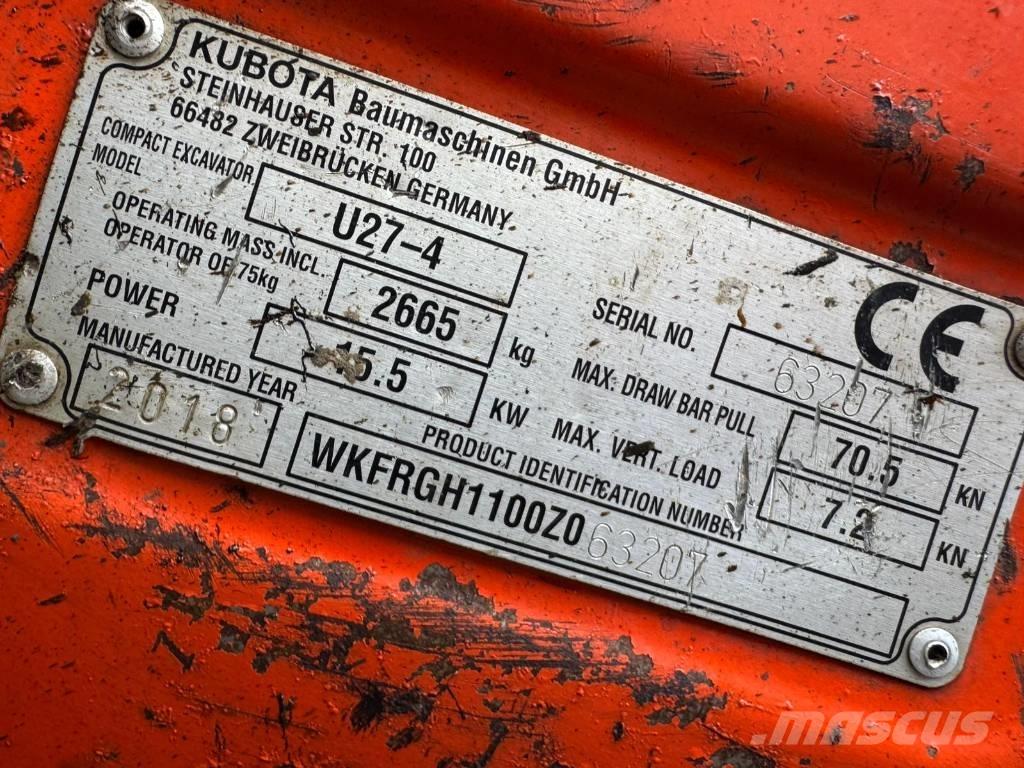 KUBOTA Baumaschinen GmbH
STEINHAUSER STR. 100
66482 ZWEIBRÜCKEN GERMANY
COMPACT EXCAVATOR
MODEL
U27-4
OPERATING MASS INCL.
OPERATOR OF 75kg
2665 kg
POWER
15.5 KW
MANUFACTURED YEAR
2018
SERIAL NO.
63207
MAX. DRAW BAR PULL
70.5 KN
MAX. VERT. LOAD
7.2 KN
PRODUCT IDENTIFICATION NUMBER
WKFRGH1100Z063207
CE
mascus